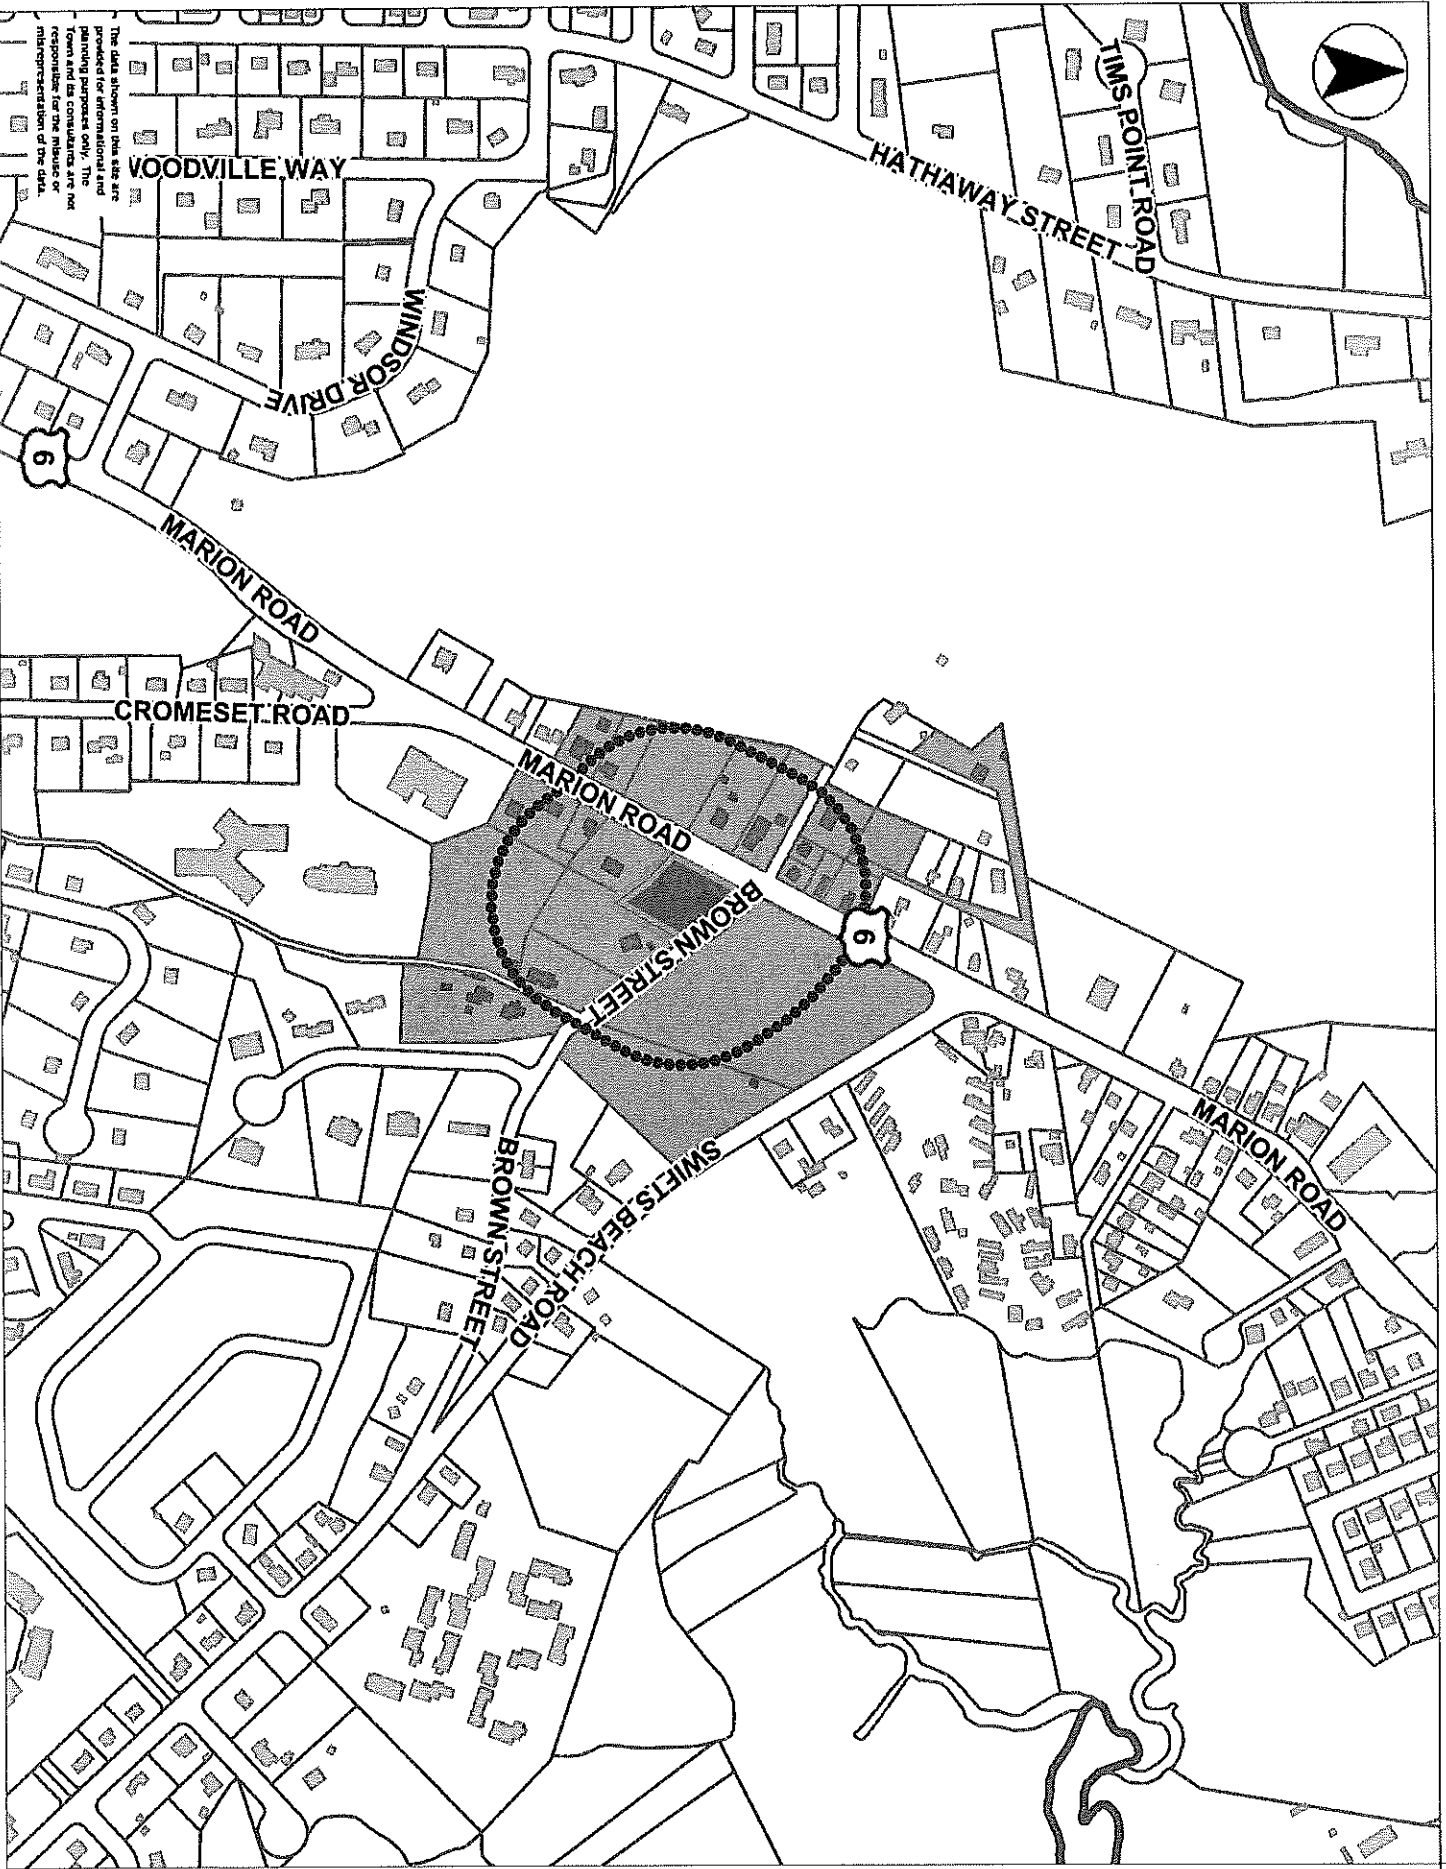 TIMS POINT ROAD
HATHAWAY STREET
The data shown on this site are
provided for informational and
planning purposes only. The
Town and its consultants are not
responsible for the misuse or
misrepresentation of the data.
WOODVILLE WAY
WINDSOR DRIVE
6
MARION ROAD
CROMESET ROAD
MARION ROAD
BROWN STREET
6
MARION ROAD
SWIFTS BEACH ROAD
BROWN STREET